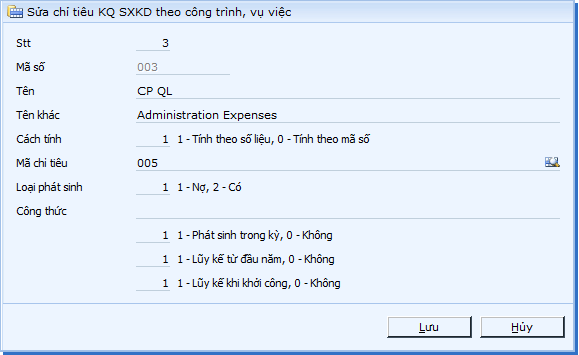 Sửa chỉ tiêu KQ SXKD theo công trình, vụ việc
Stt 3
Mã số 003
Tên CP QL
Tên khác Administration Expenses
Cách tính 1 1 - Tính theo số liệu, 0 - Tính theo mã số
Mã chỉ tiêu 005
Loại phát sinh 1 1 - Nợ, 2 - Có
Công thức
1 1 - Phát sinh trong kỳ, 0 - Không
1 1 - Lũy kế từ đầu năm, 0 - Không
1 1 - Lũy kế khi khởi công, 0 - Không
Lưu Hủy